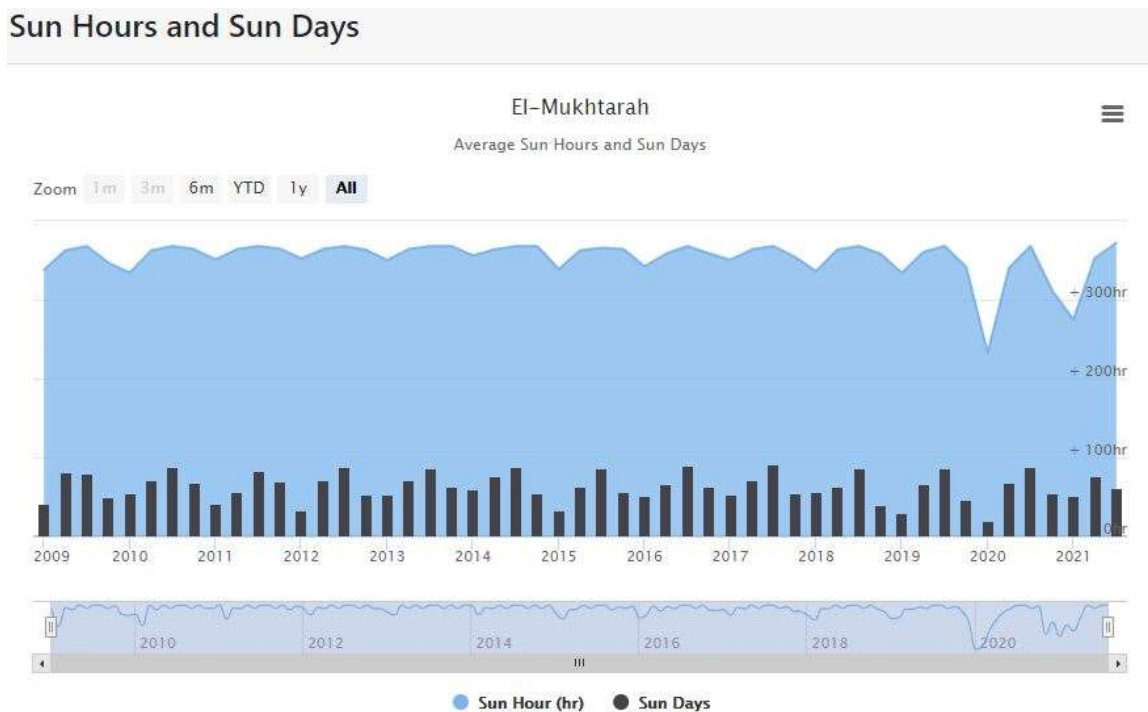 Sun Hours and Sun Days
El-Mukhtarah
Average Sun Hours and Sun Days
Zoom 1m 3m 6m YTD 1y All
+ 300hr
+ 200hr
+ 100hr
0hr
2009 2010 2011 2012 2013 2014 2015 2016 2017 2018 2019 2020 2021
2010 2012 2014 2016 2018 2020
Sun Hour (hr) Sun Days